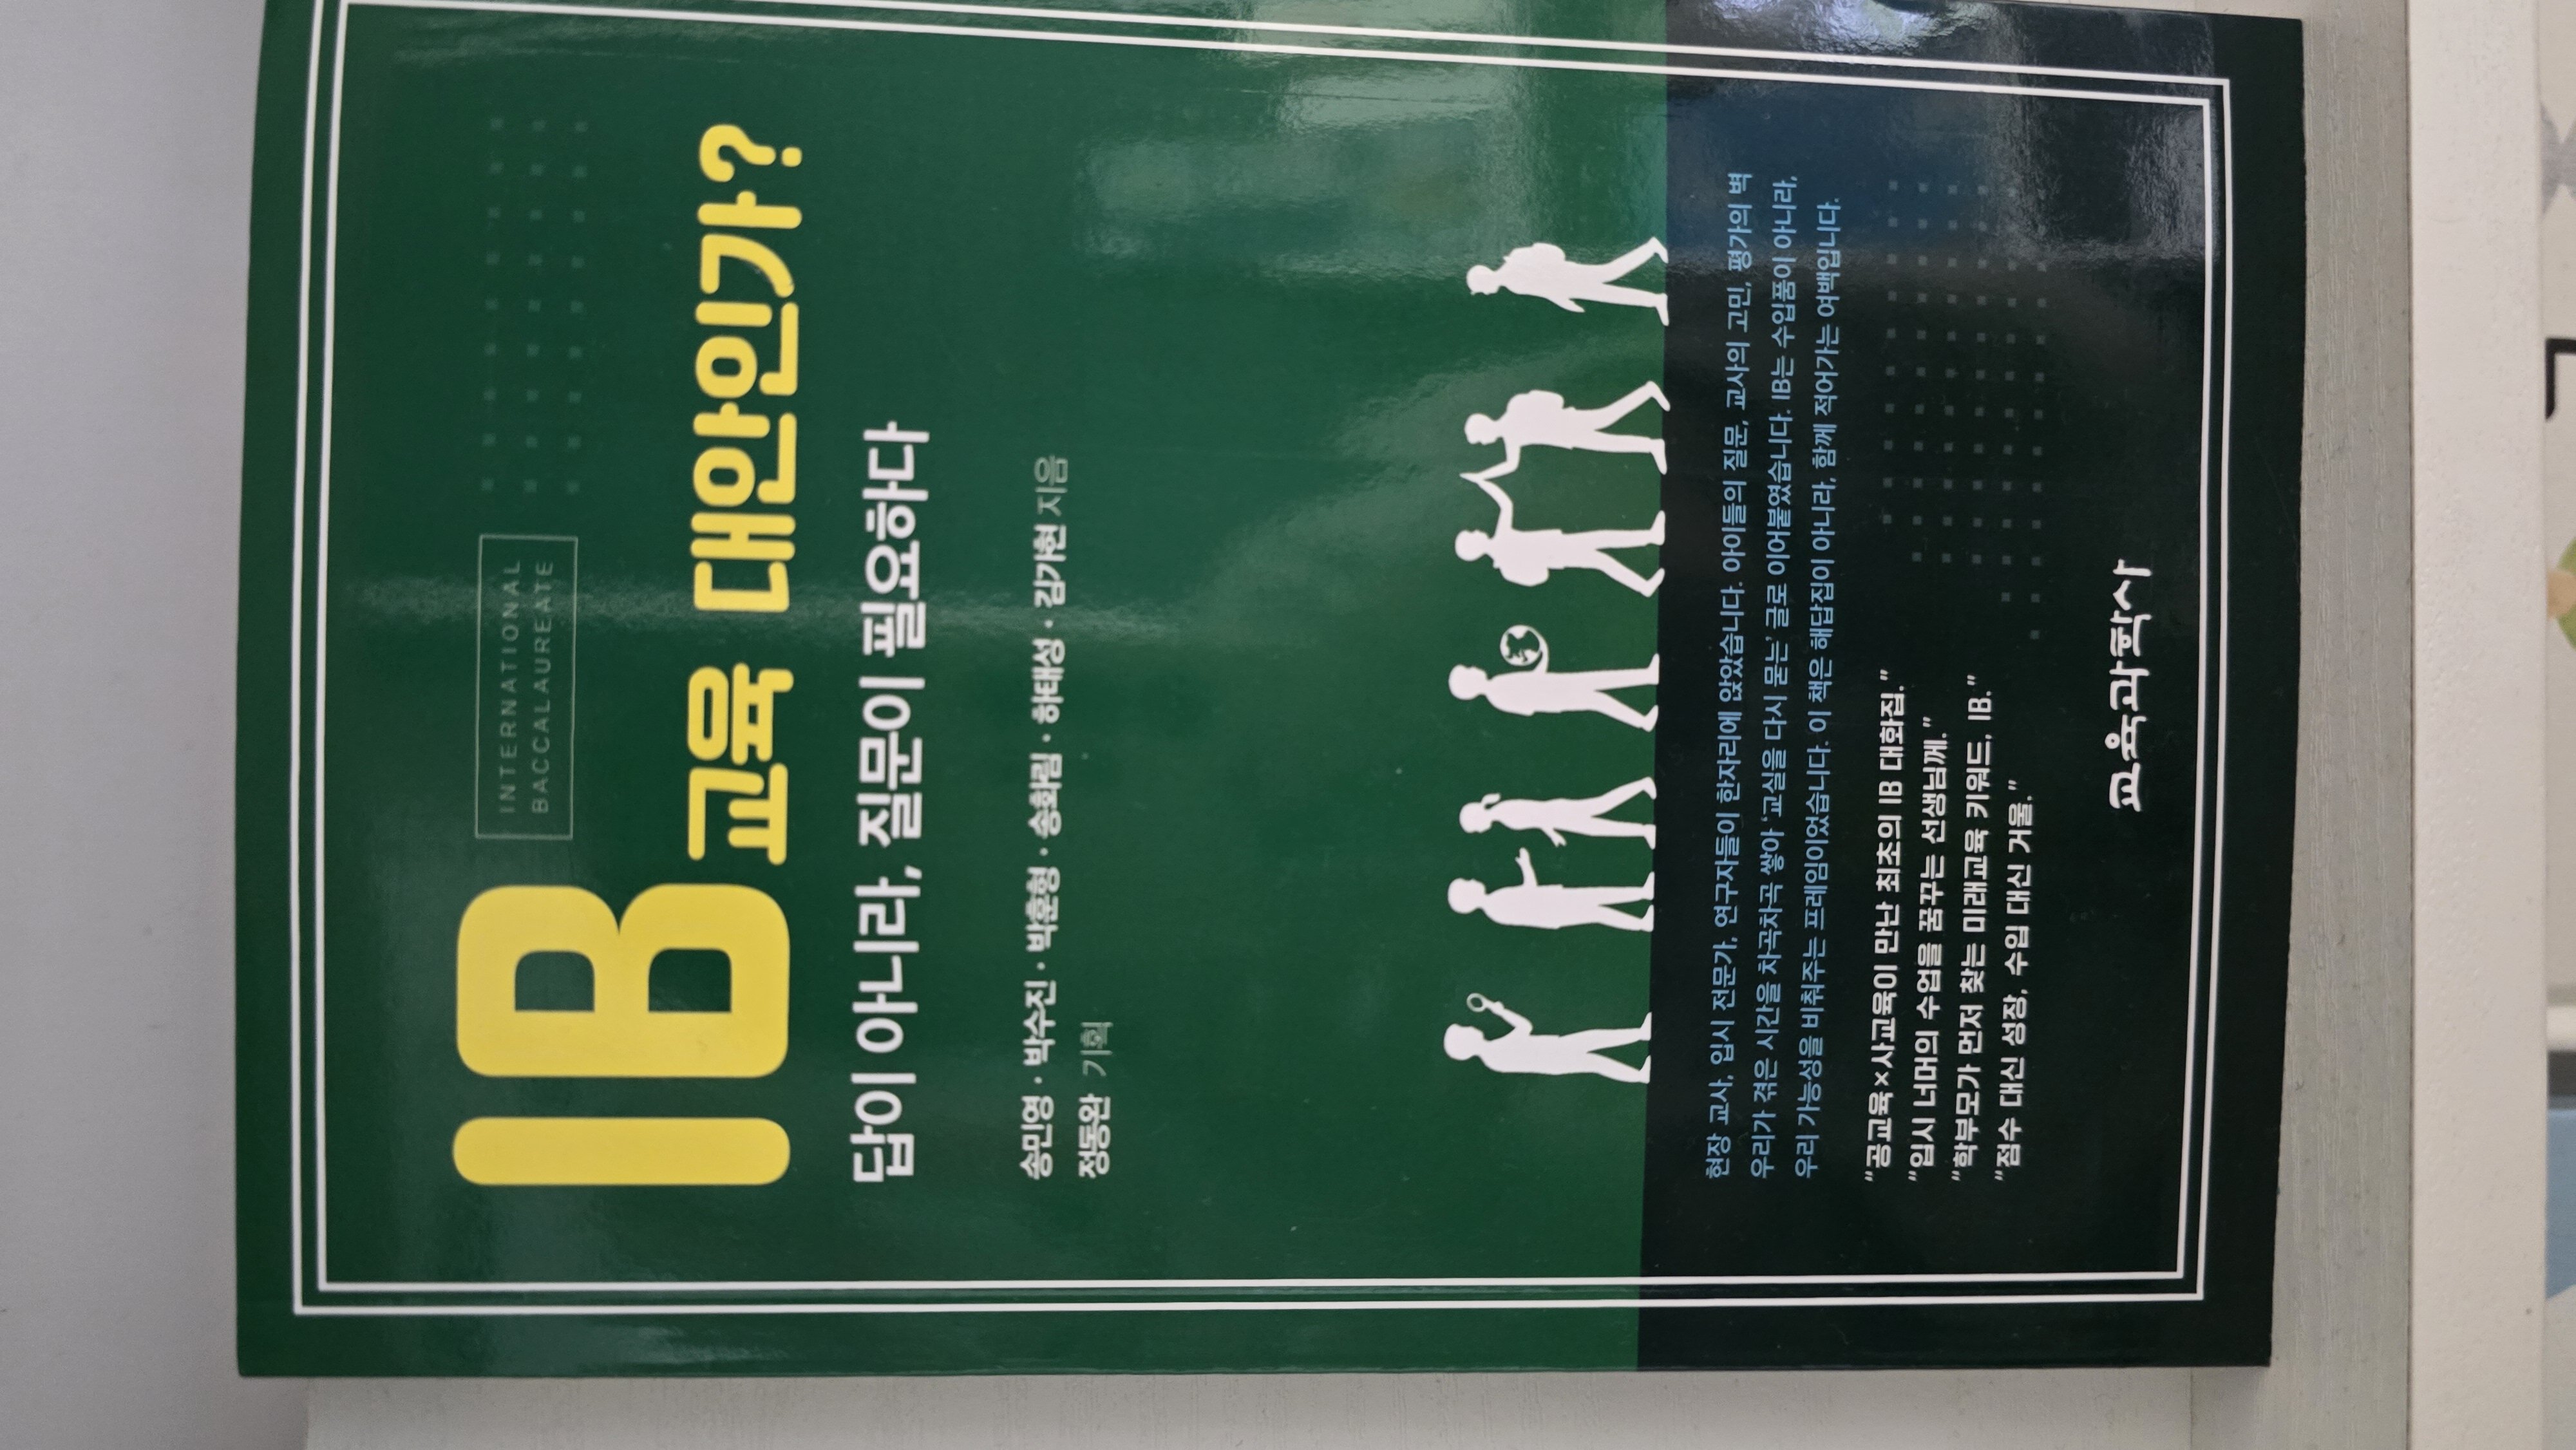 INTERNATIONAL
BACCALAUREATE
IB교육 대안인가?
답이 아니라, 질문이 필요하다
송민영 · 박수진 · 박훈형 · 송화림 · 하태성 · 김가현 지음
정동완 기획
현장 교사, 입시 전문가, 연구자들이 한자리에 앉았습니다. 아이들의 질문, 교사의 고민, 평가의 벽
우리가 겪은 시간을 차곡차곡 쌓아 ‘교실을 다시 묻는’ 글로 이어붙였습니다. IB는 수입품이 아니라,
우리 가능성을 비춰주는 프레임이었습니다. 이 책은 해답집이 아니라, 함께 적어가는 여백입니다.
“공교육×사교육이 만난 최초의 IB 대화집.”
“입시 너머의 수업을 꿈꾸는 선생님께.”
“학부모가 먼저 찾는 미래교육 키워드, IB.”
“점수 대신 성장, 수입 대신 거울.”
교육과학사